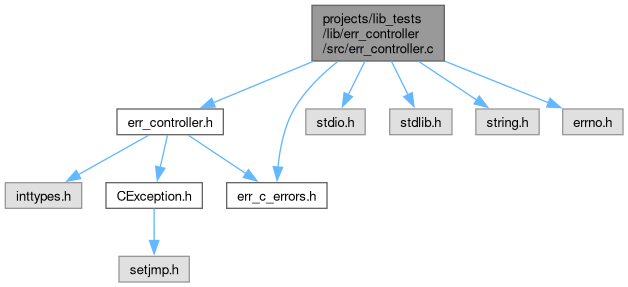 projects/lib_tests
/lib/err_controller
/src/err_controller.c
err_controller.h
stdio.h
stdlib.h
string.h
errno.h
inttypes.h
CException.h
err_c_errors.h
setjmp.h